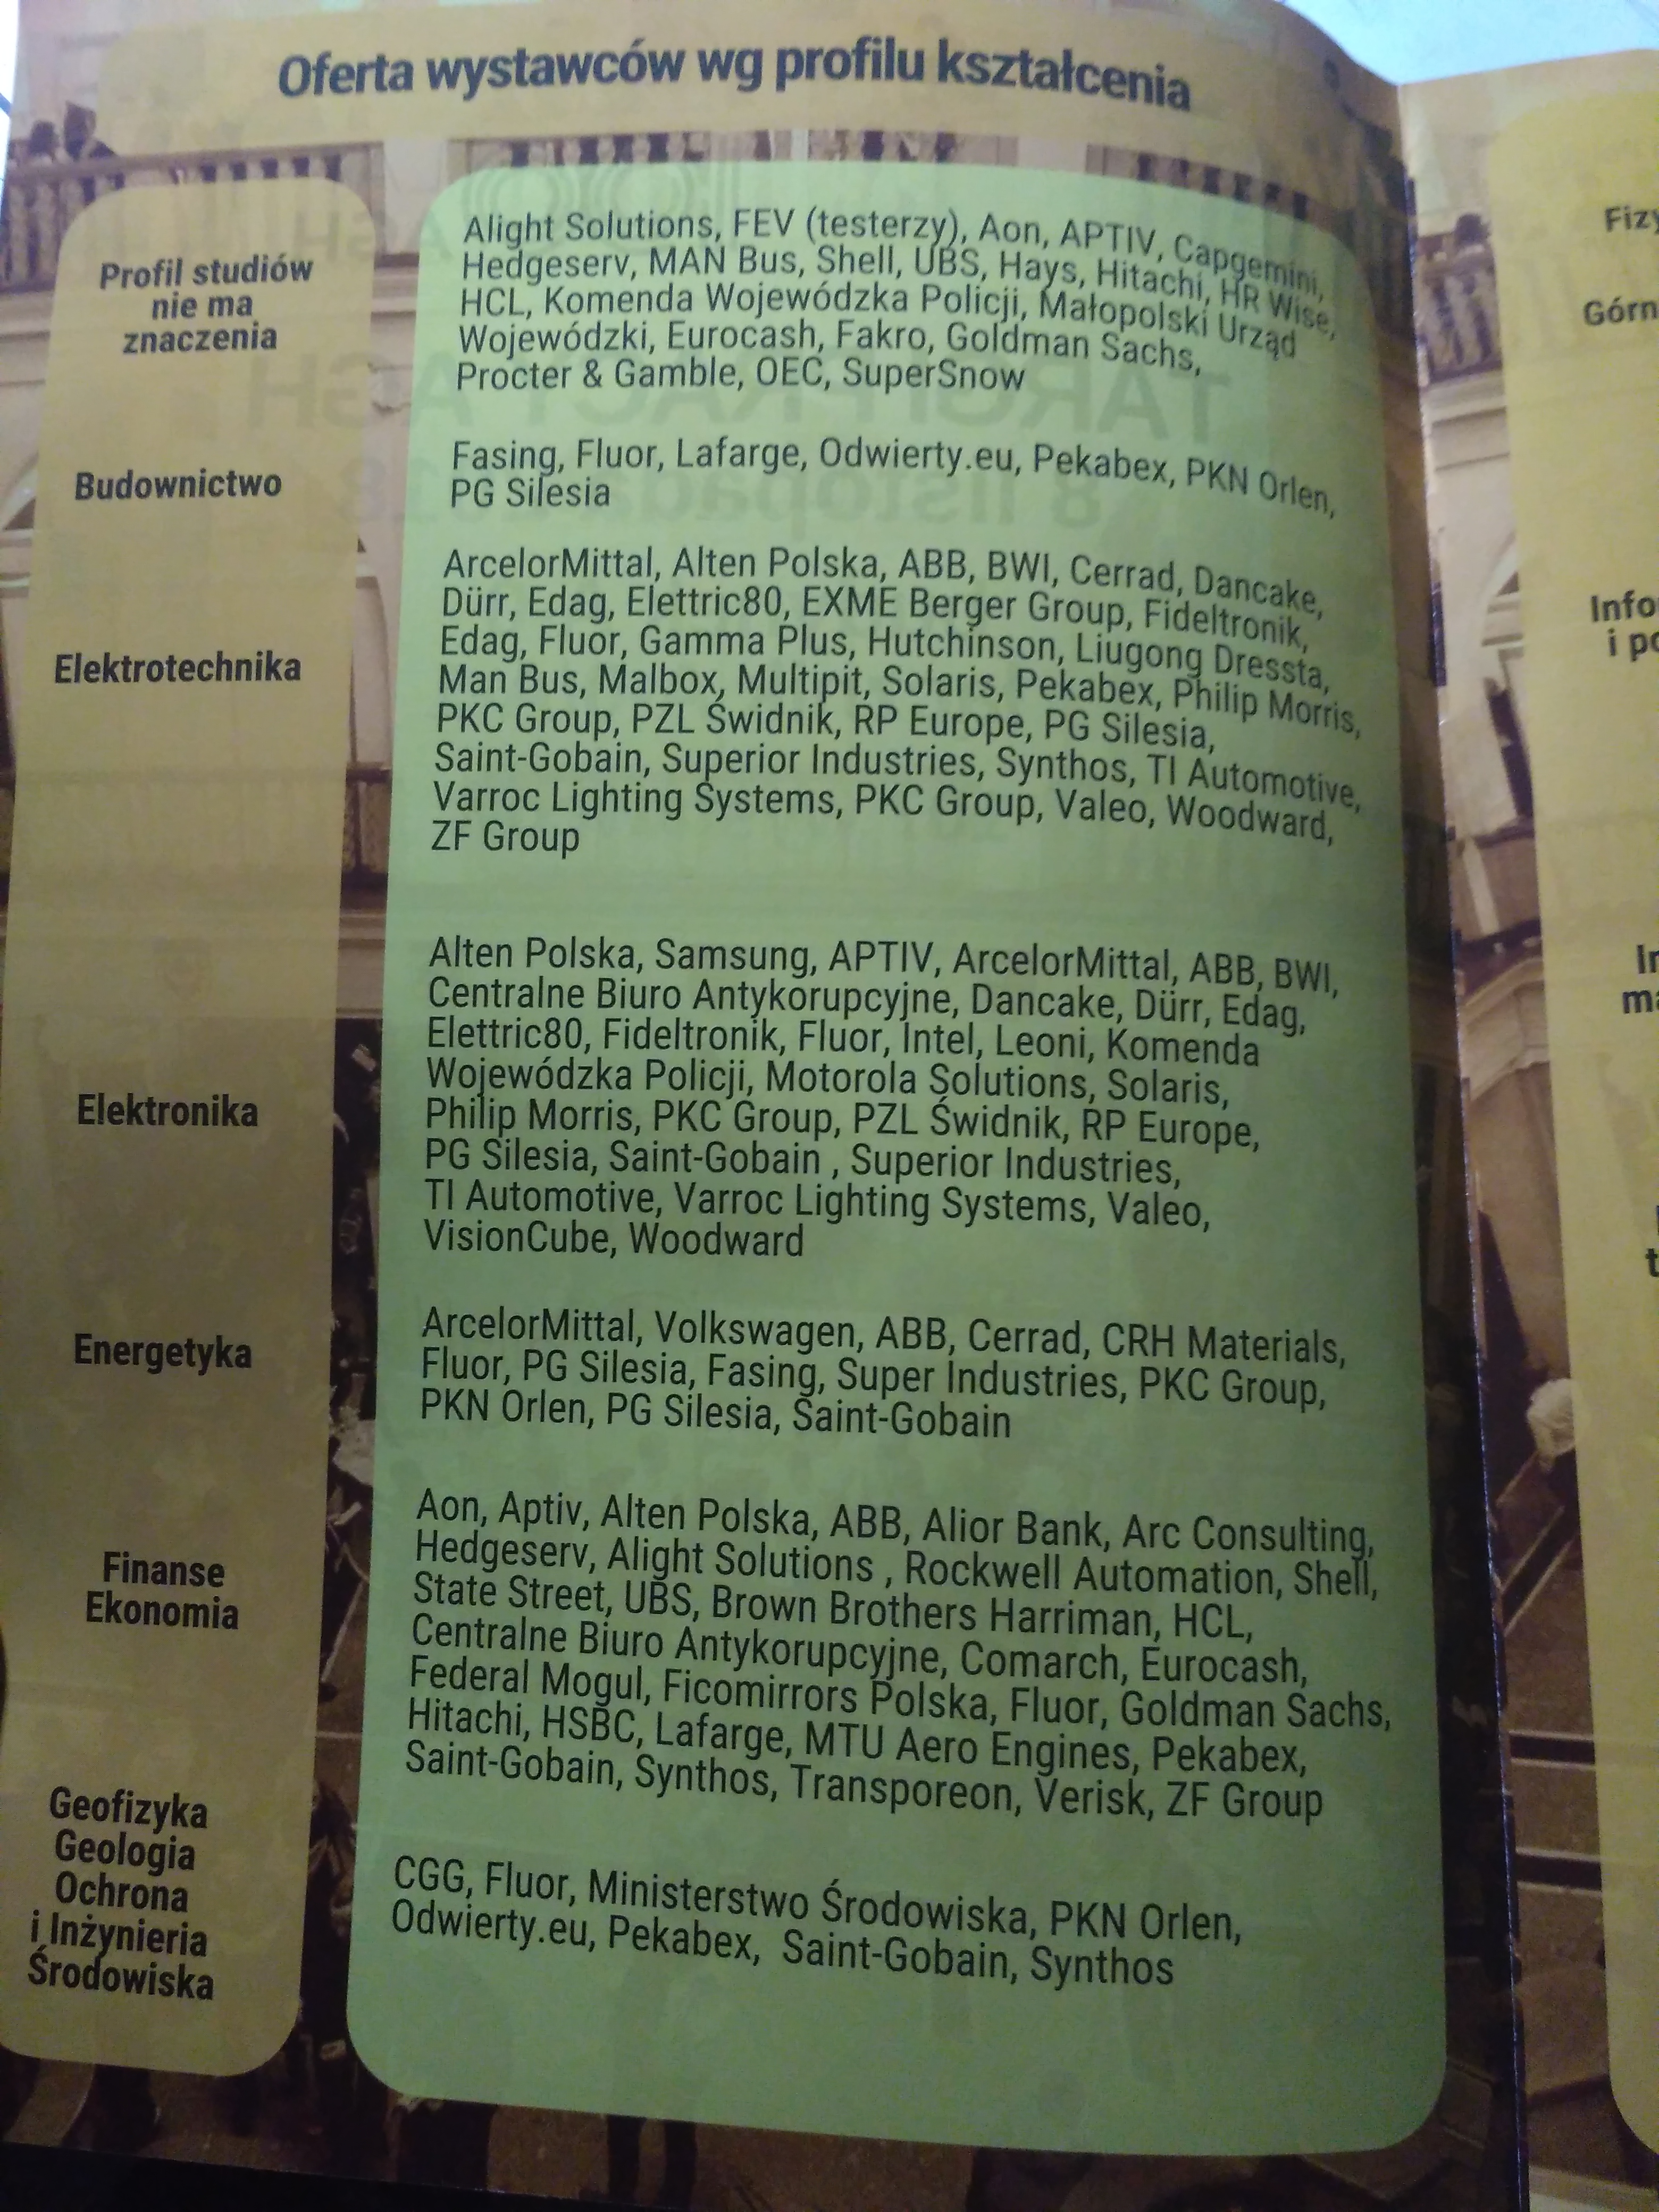 Oferta wystawców wg profilu kształcenia
Profil studiów
nie ma
znaczenia
Alight Solutions, FEV (testerzy), Aon, APTIV, Capgemini,
Hedgeserv, MAN Bus, Shell, UBS, Hays, Hitachi, HR Wise,
HCL, Komenda Wojewódzka Policji, Małopolski Urząd
Wojewódzki, Eurocash, Fakro, Goldman Sachs,
Procter & Gamble, OEC, SuperSnow
Budownictwo
Fasing, Fluor, Lafarge, Odwierty.eu, Pekabex, PKN Orlen,
PG Silesia
Elektrotechnika
ArcelorMittal, Alten Polska, ABB, BWI, Cerrad, Dancake,
Dürr, Edag, Elettric80, EXME Berger Group, Fideltronik,
Edag, Fluor, Gamma Plus, Hutchinson, Liugong Dressta,
Man Bus, Malbox, Multipit, Solaris, Pekabex, Philip Morris,
PKC Group, PZL Świdnik, RP Europe, PG Silesia,
Saint-Gobain, Superior Industries, Synthos, TI Automotive,
Varroc Lighting Systems, PKC Group, Valeo, Woodward,
ZF Group
Elektronika
Alten Polska, Samsung, APTIV, ArcelorMittal, ABB, BWI,
Centralne Biuro Antykorupcyjne, Dancake, Dürr, Edag,
Elettric80, Fideltronik, Fluor, Intel, Leoni, Komenda
Wojewódzka Policji, Motorola Solutions, Solaris,
Philip Morris, PKC Group, PZL Świdnik, RP Europe,
PG Silesia, Saint-Gobain , Superior Industries,
TI Automotive, Varroc Lighting Systems, Valeo,
VisionCube, Woodward
Energetyka
ArcelorMittal, Volkswagen, ABB, Cerrad, CRH Materials,
Fluor, PG Silesia, Fasing, Super Industries, PKC Group,
PKN Orlen, PG Silesia, Saint-Gobain
Finanse
Ekonomia
Aon, Aptiv, Alten Polska, ABB, Alior Bank, Arc Consulting,
Hedgeserv, Alight Solutions , Rockwell Automation, Shell,
State Street, UBS, Brown Brothers Harriman, HCL,
Centralne Biuro Antykorupcyjne, Comarch, Eurocash,
Federal Mogul, Ficomirrors Polska, Fluor, Goldman Sachs,
Hitachi, HSBC, Lafarge, MTU Aero Engines, Pekabex,
Saint-Gobain, Synthos, Transporeon, Verisk, ZF Group
Geofizyka
Geologia
Ochrona
i Inżynieria
Środowiska
CGG, Fluor, Ministerstwo Środowiska, PKN Orlen,
Odwierty.eu, Pekabex, Saint-Gobain, Synthos